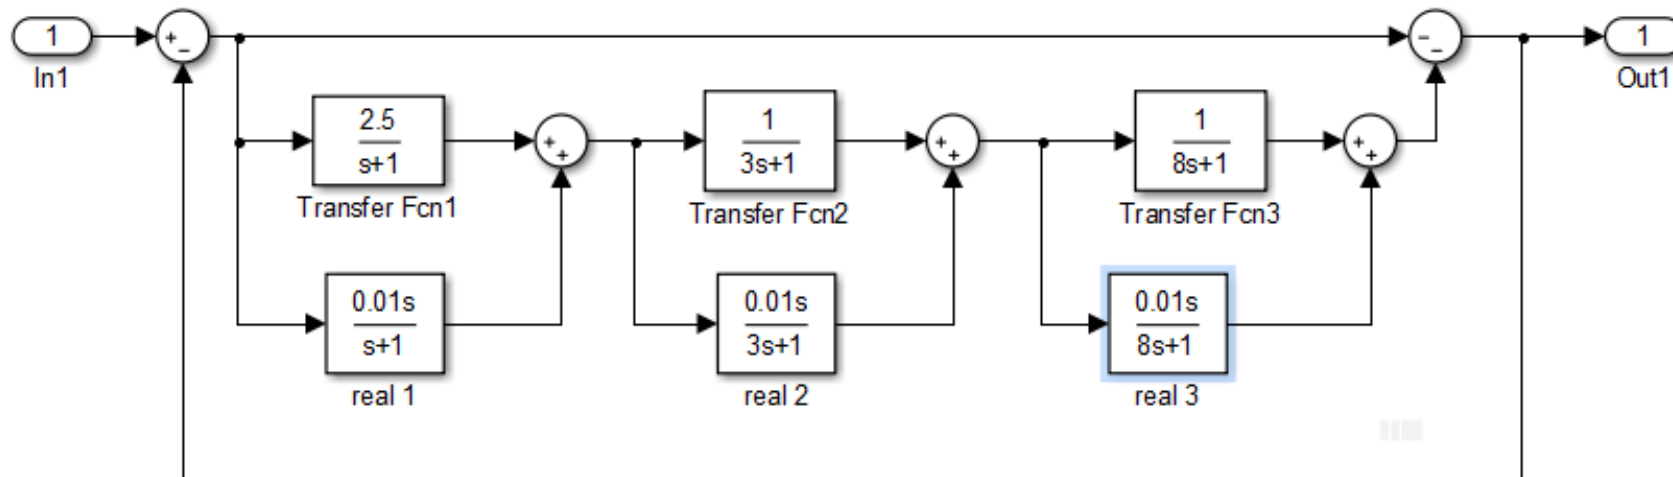 1
In1
+
−
−
−
1
Out1
2.5
s+1
Transfer Fcn1
+
+
1
3s+1
Transfer Fcn2
+
+
1
8s+1
Transfer Fcn3
+
+
0.01s
s+1
real 1
0.01s
3s+1
real 2
0.01s
8s+1
real 3